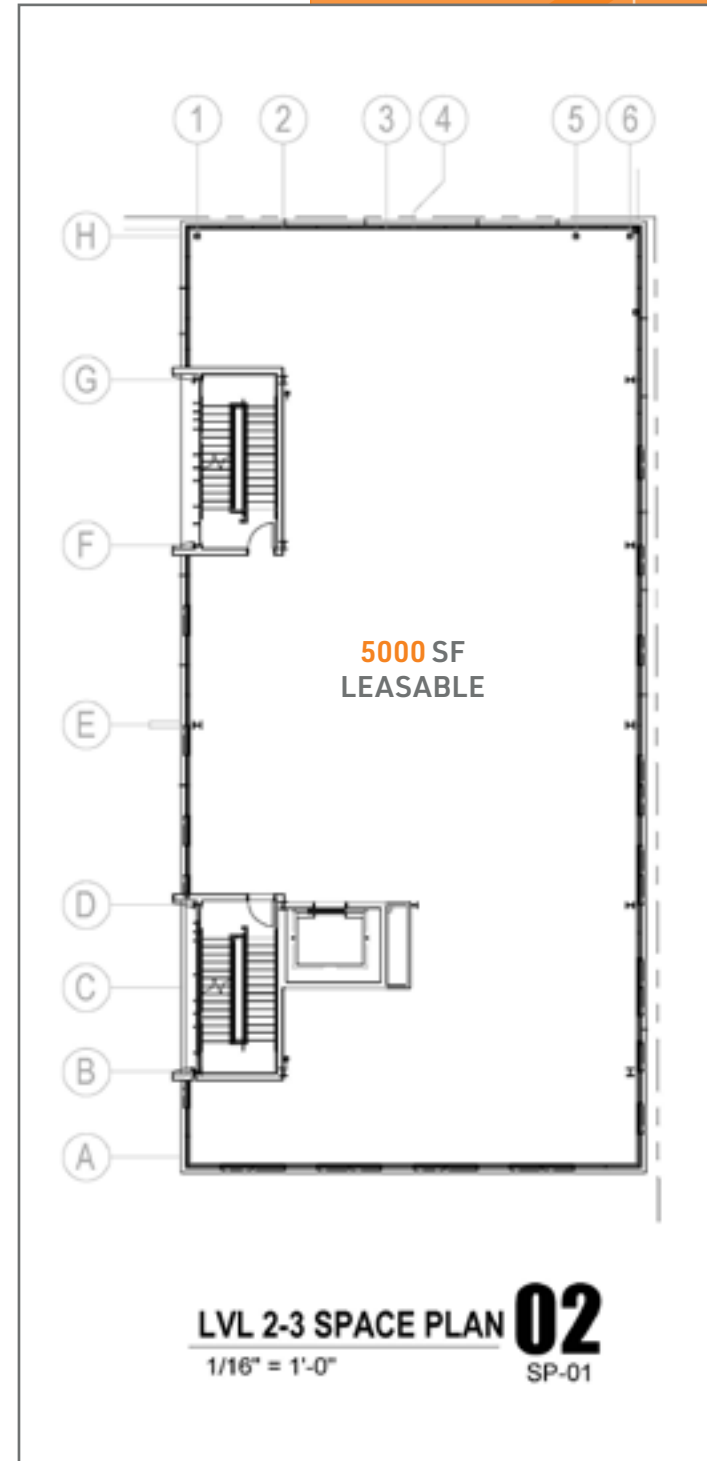 1 2 3 4 5 6
H
G
F
E
D
C
B
A
5000 SF
LEASABLE
LVL 2-3 SPACE PLAN 02
1/16" = 1'-0"
SP-01